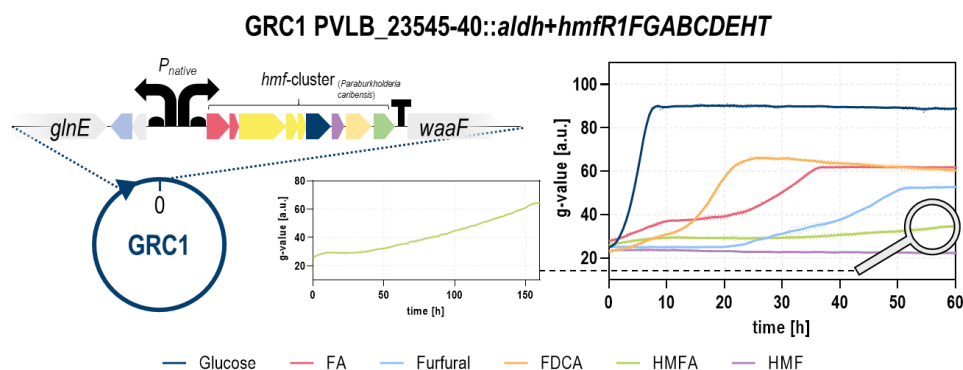 GRC1 PVLB_23545-40::aldh+hmfR1FGABCDEHT
Pnative
hmf-cluster (Paraburkholderia caribensis)
T
glnE
waaF
0
GRC1
g-value [a.u.]
80
60
40
20
0
50
100
150
time [h]
g-value [a.u.]
100
80
60
40
20
0
10
20
30
40
50
60
time [h]
Glucose
FA
Furfural
FDCA
HMFA
HMF